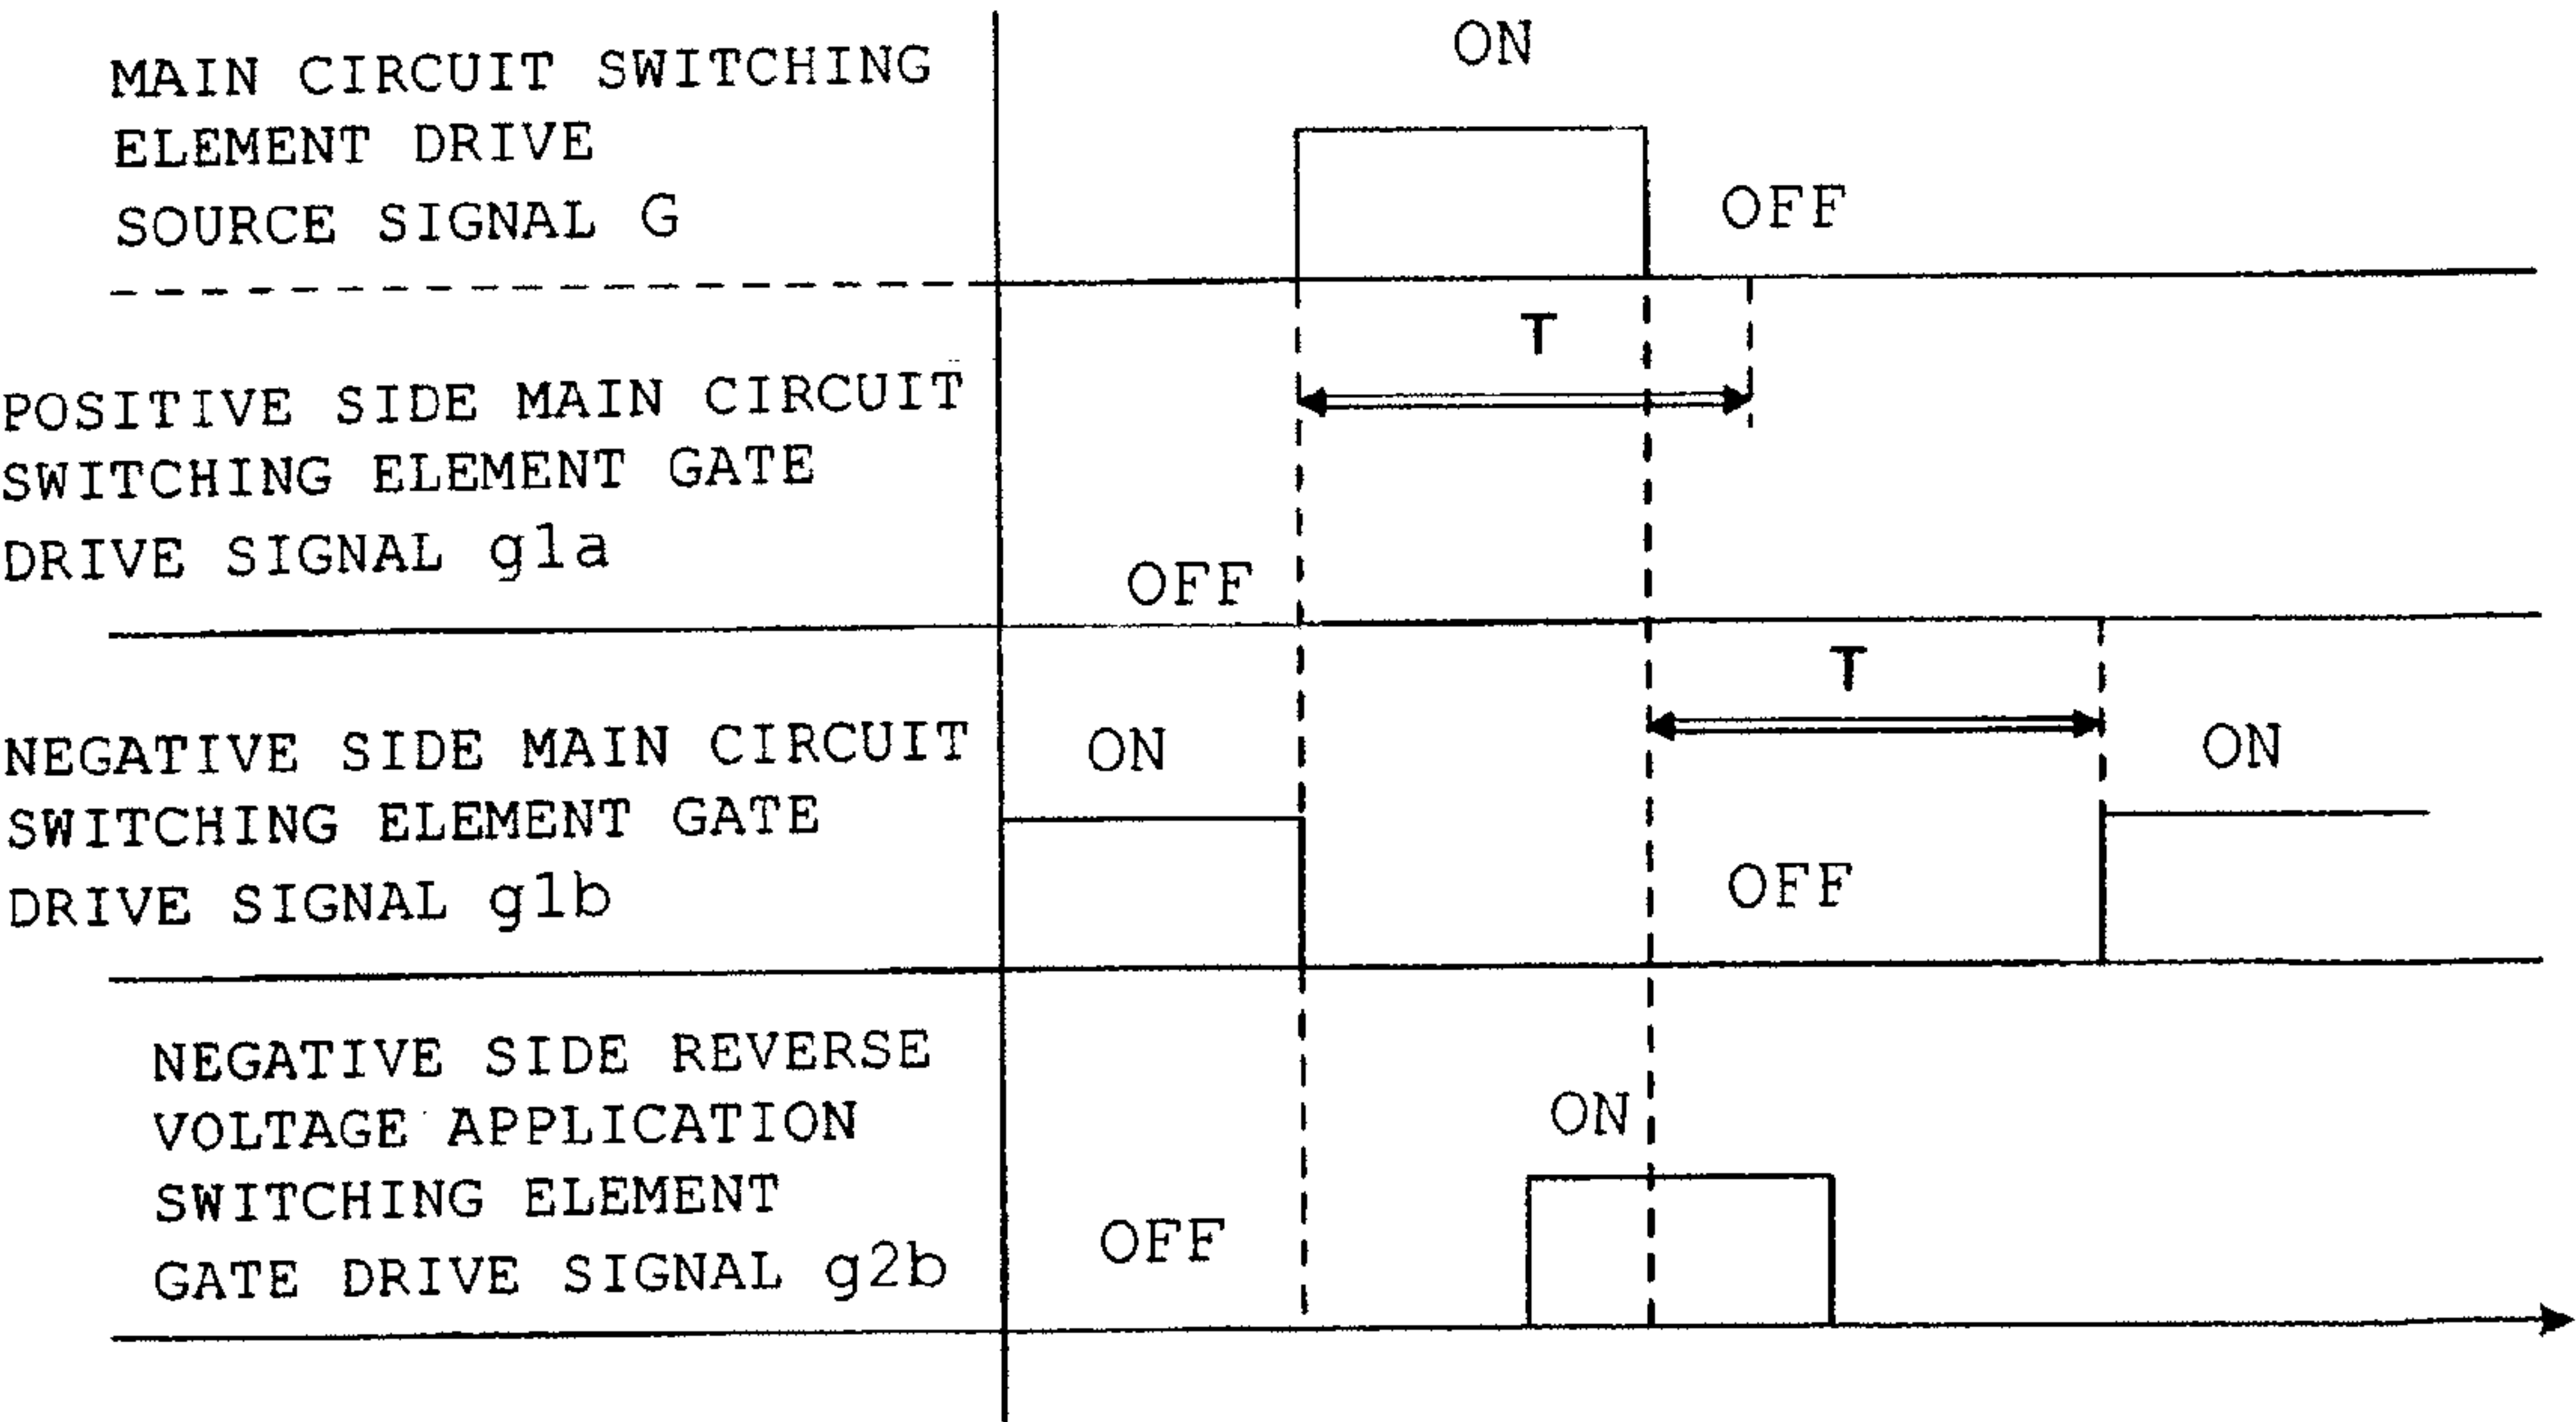 MAIN CIRCUIT SWITCHING
ELEMENT DRIVE
SOURCE SIGNAL G
ON
OFF
T
POSITIVE SIDE MAIN CIRCUIT
SWITCHING ELEMENT GATE
DRIVE SIGNAL g1a
OFF
T
NEGATIVE SIDE MAIN CIRCUIT
SWITCHING ELEMENT GATE
DRIVE SIGNAL g1b
ON
OFF
ON
NEGATIVE SIDE REVERSE
VOLTAGE APPLICATION
SWITCHING ELEMENT
GATE DRIVE SIGNAL g2b
OFF
ON